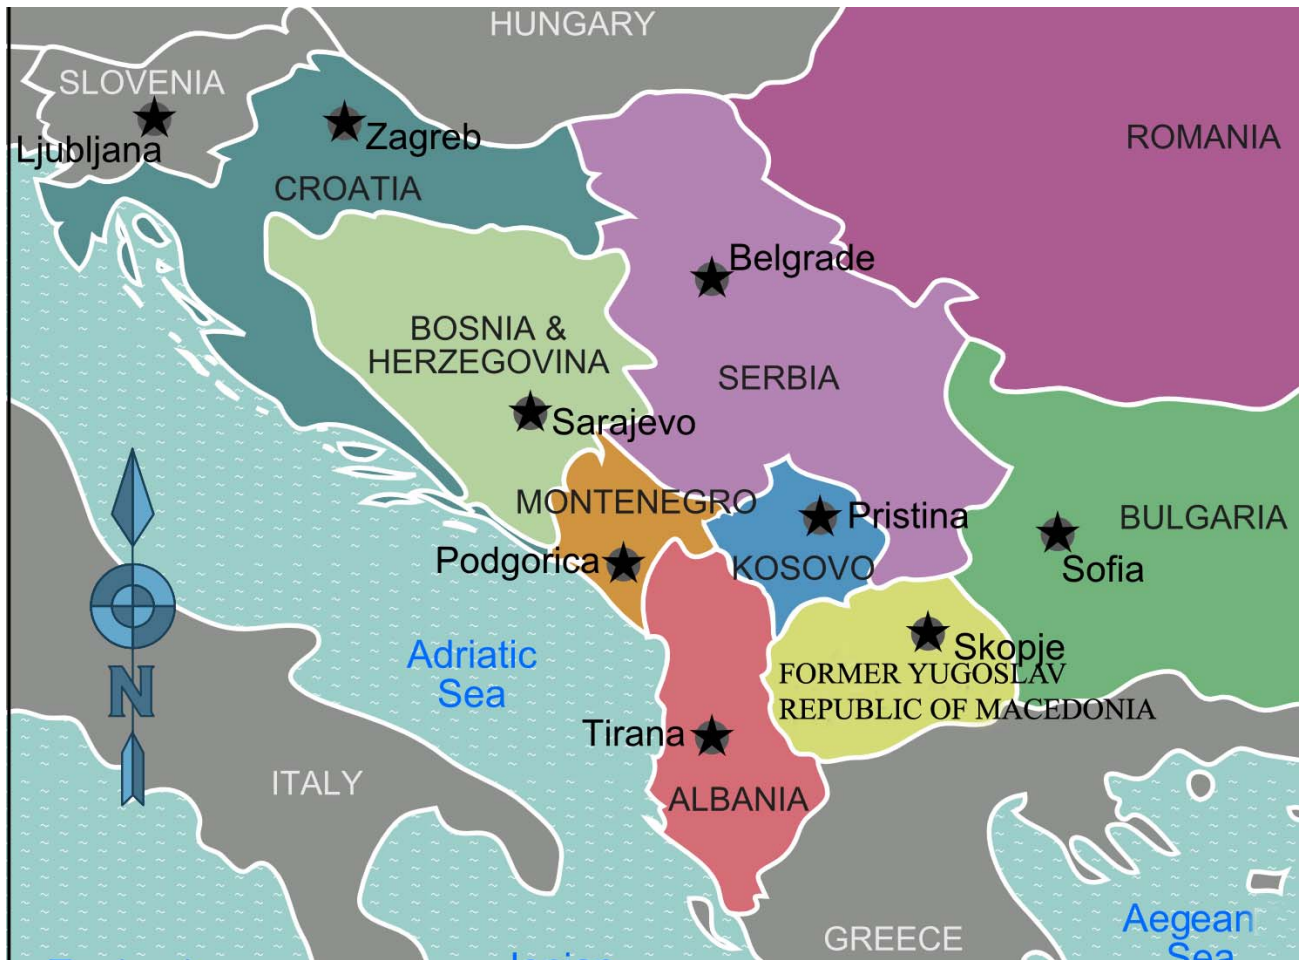 HUNGARY
SLOVENIA
Ljubljana
Zagreb
CROATIA
ROMANIA
Belgrade
BOSNIA &
HERZEGOVINA
SERBIA
Sarajevo
MONTENEGRO
Pristina
BULGARIA
Podgorica
KOSOVO
Sofia
Adriatic
Sea
Skopje
FORMER YUGOSLAV
REPUBLIC OF MACEDONIA
N
Tirana
ITALY
ALBANIA
GREECE
Aegean
Sea